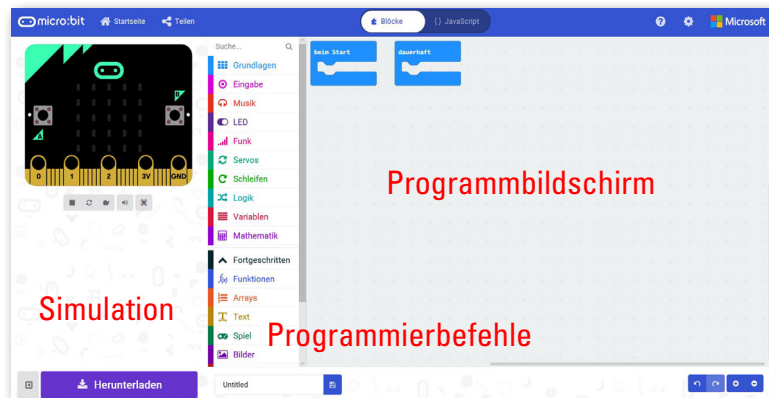 micro:bit Startseite Teilen Blöcke {} JavaScript Microsoft
Suche...
Grundlagen
Eingabe
Musik
LED
Funk
Servos
Schleifen
Logik
Variablen
Mathematik
Fortgeschritten
Funktionen
Arrays
Text
Spiel
Bilder
beim Start
dauerhaft
B
A
0 1 2 3V GND
Programmbildschirm
Simulation
Programmierbefehle
Herunterladen
Untitled